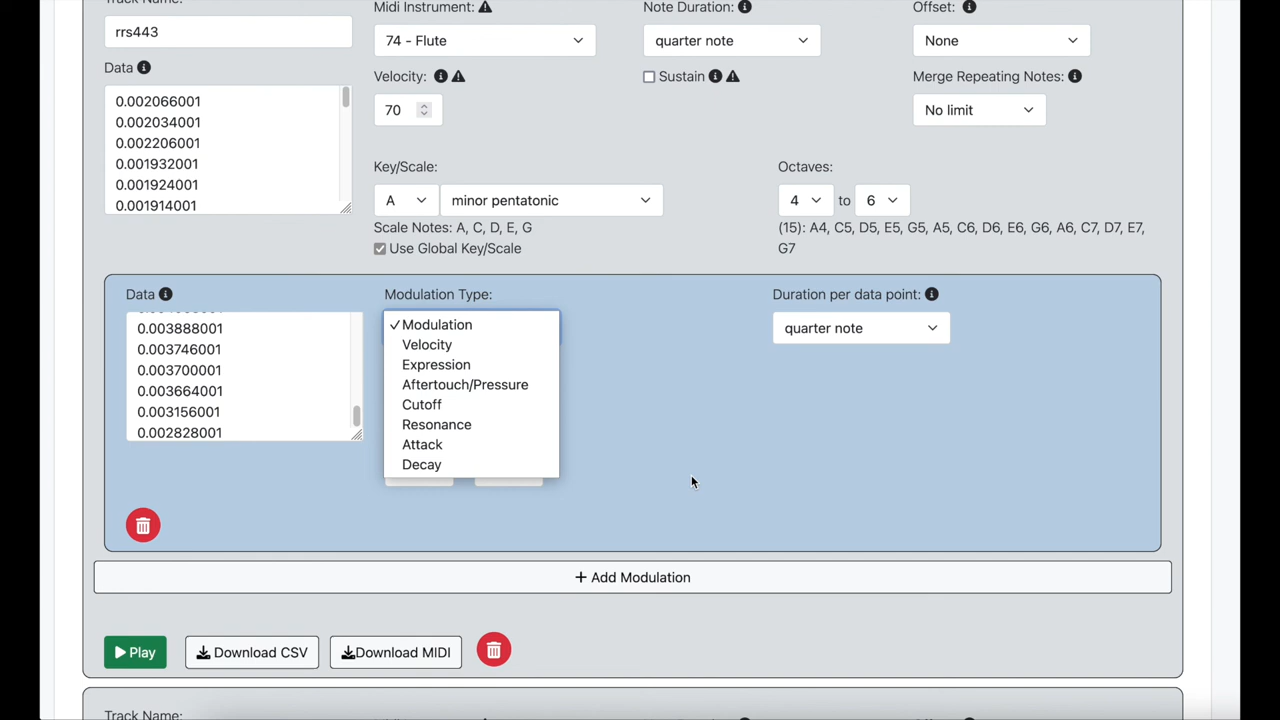 Track Name:
rrs443
Data
0.002066001
0.002034001
0.002206001
0.001932001
0.001924001
0.001914001
Midi Instrument:
74 - Flute
Note Duration:
quarter note
Offset:
None
Velocity:
70
Sustain
Merge Repeating Notes:
No limit
Key/Scale:
A
minor pentatonic
Scale Notes: A, C, D, E, G
Use Global Key/Scale
Octaves:
4
to
6
(15): A4, C5, D5, E5, G5, A5, C6, D6, E6, G6, A6, C7, D7, E7,
G7
Data
0.003888001
0.003746001
0.003700001
0.003664001
0.003156001
0.002828001
Modulation Type:
Modulation
Velocity
Expression
Aftertouch/Pressure
Cutoff
Resonance
Attack
Decay
Duration per data point:
quarter note
+ Add Modulation
Play
Download CSV
Download MIDI
Track Name: